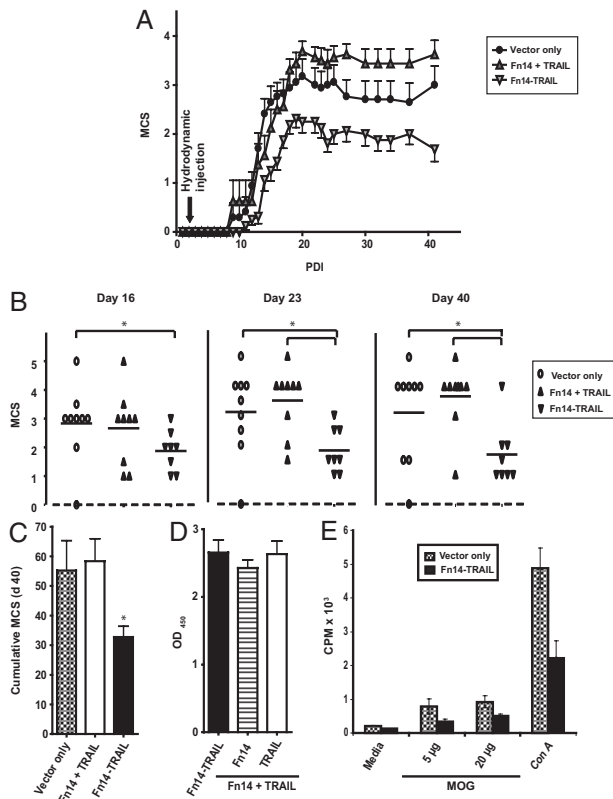 A
MCS
4
3
2
1
0
Hydrodynamic
injection
0
10
20
30
40
50
PDI
Vector only
Fn14 + TRAIL
Fn14-TRAIL
B
Day 16
Day 23
Day 40
*
*
*
MCS
5
4
3
2
1
0
Vector only
Fn14 + TRAIL
Fn14-TRAIL
C
Cumulative MCS (d 40)
70
60
50
40
30
20
10
0
*
Vector only
Fn14 + TRAIL
Fn14-TRAIL
D
OD 450
3
2
1
0
Fn14-TRAIL
Fn14
TRAIL
Fn14 + TRAIL
E
CPM x 10³
6
5
4
3
2
1
0
Vector only
Fn14-TRAIL
Media
5 µg
20 µg
Con A
MOG